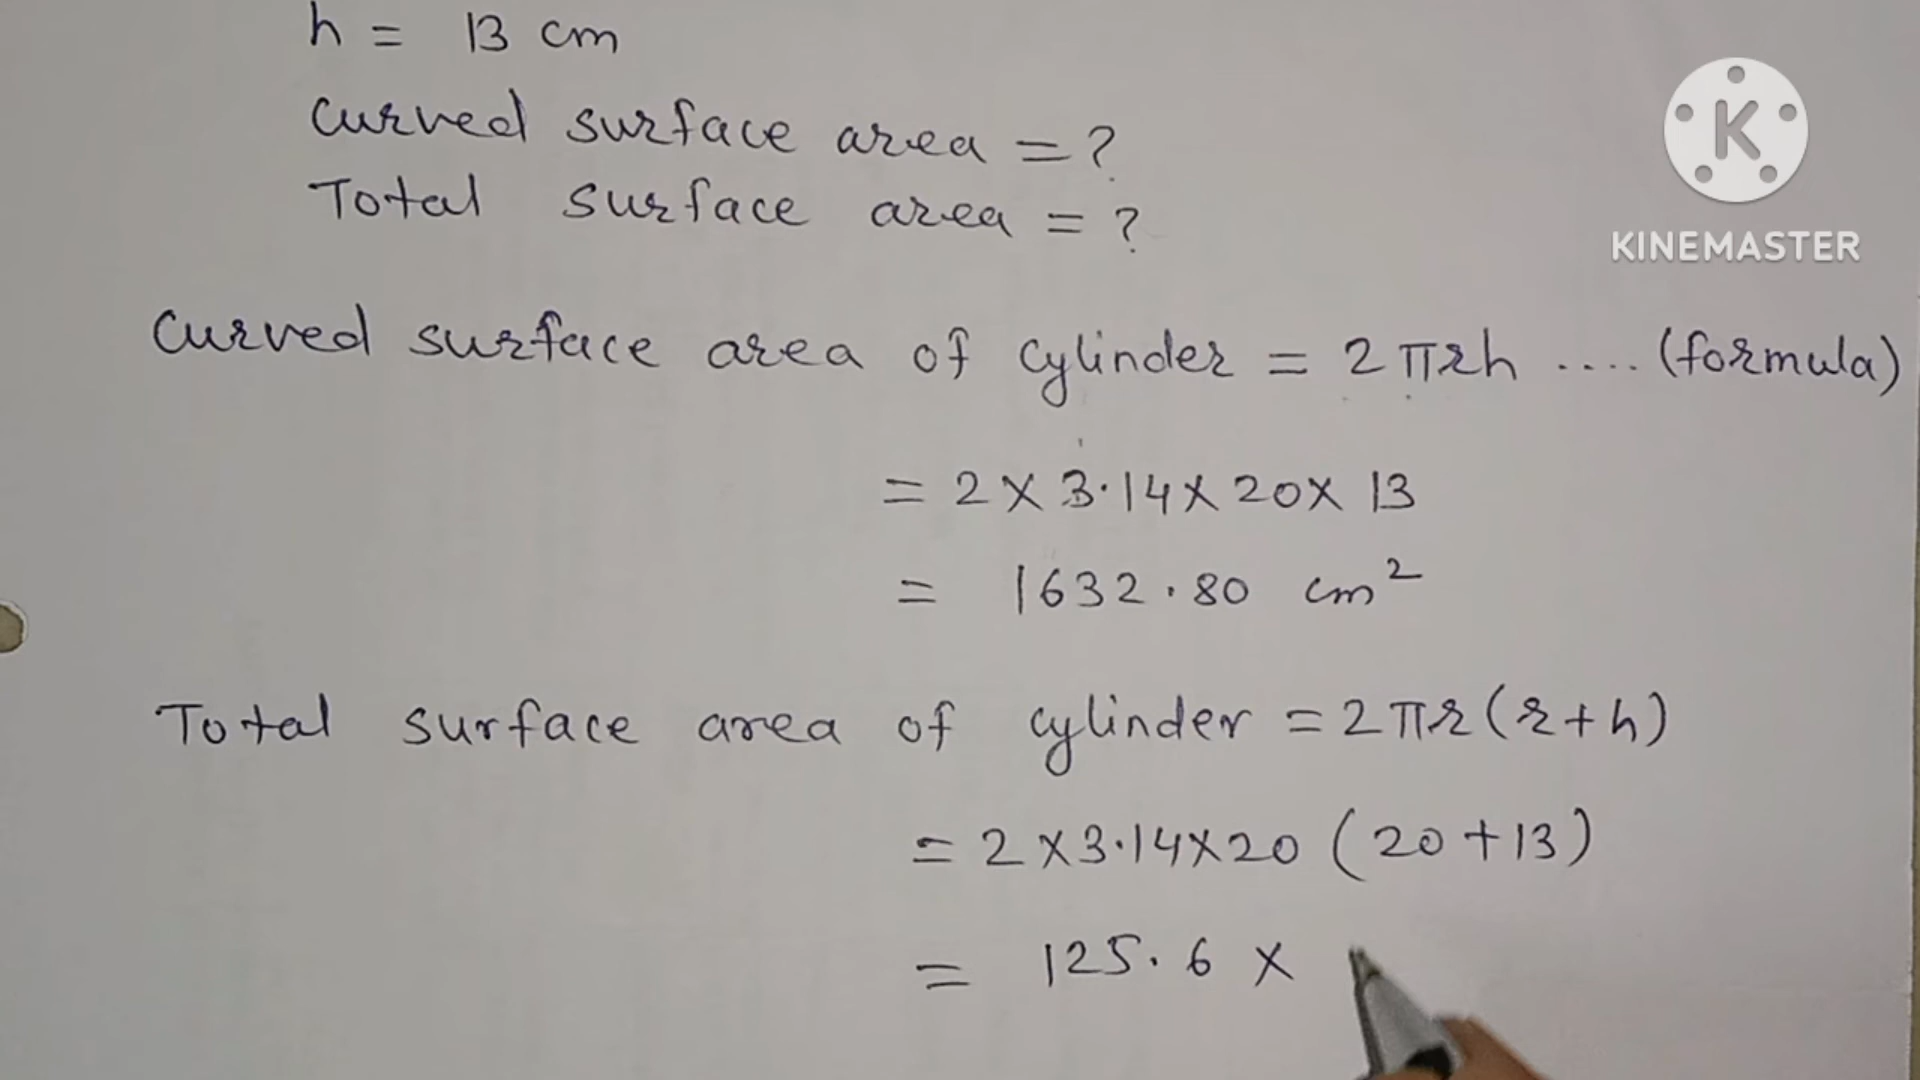 h = 13 cm
Curved surface area = ?
Total surface area = ?
KINEMASTER
Curved surface area of cylinder = 2πrh .... (formula)
= 2 × 3.14 × 20 × 13
= 1632.80 cm²
Total surface area of cylinder = 2πr(r+h)
= 2 × 3.14 × 20 (20 + 13)
= 125.6 ×